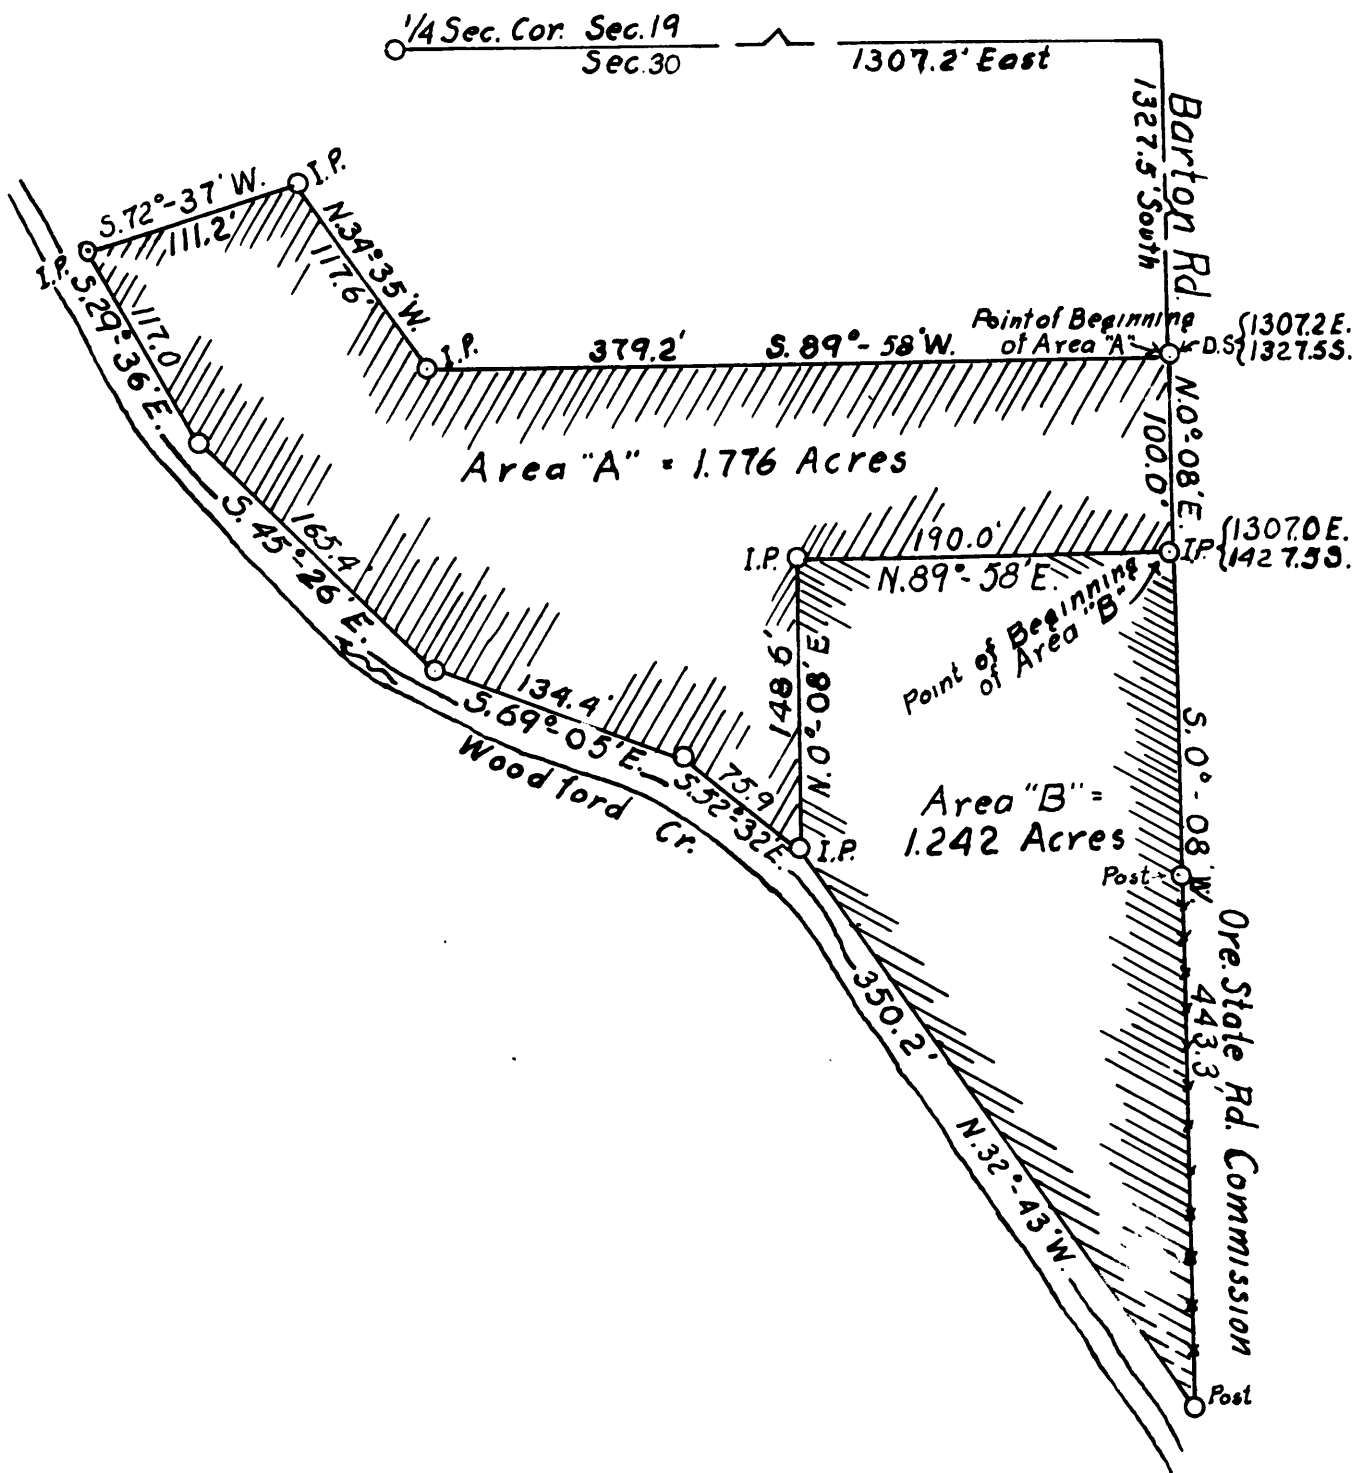 1/4 Sec. Cor. Sec. 19
Sec. 30
1307.2' East
Barton Rd.
1327.5' South
S. 72°-37' W.
111.2'
I.P.
N. 34°-35' W.
117.6'
I.P.
I.P.
S. 29°-36' E.
117.0
379.2'
S. 89°-58' W.
Point of Beginning
of Area "A"
D.S.
1307.2 E.
1327.5 S.
N. 0°-08' E.
100.0'
Area "A" = 1.776 Acres
165.4'
S. 45°-26' E.
I.P.
190.0'
N. 89°-58' E.
I.P.
1307.0 E.
1427.5 S.
Point of Beginning
of Area "B"
148.6'
N. 0°-08' E.
134.4'
S. 69°-05' E.
75.9
S. 52°-32' E.
Woodford Cr.
I.P.
Area "B" =
1.242 Acres
S. 0°-08' W.
Post
443.3'
Ore. State Rd. Commission
350.2'
N. 32°-43' W.
Post